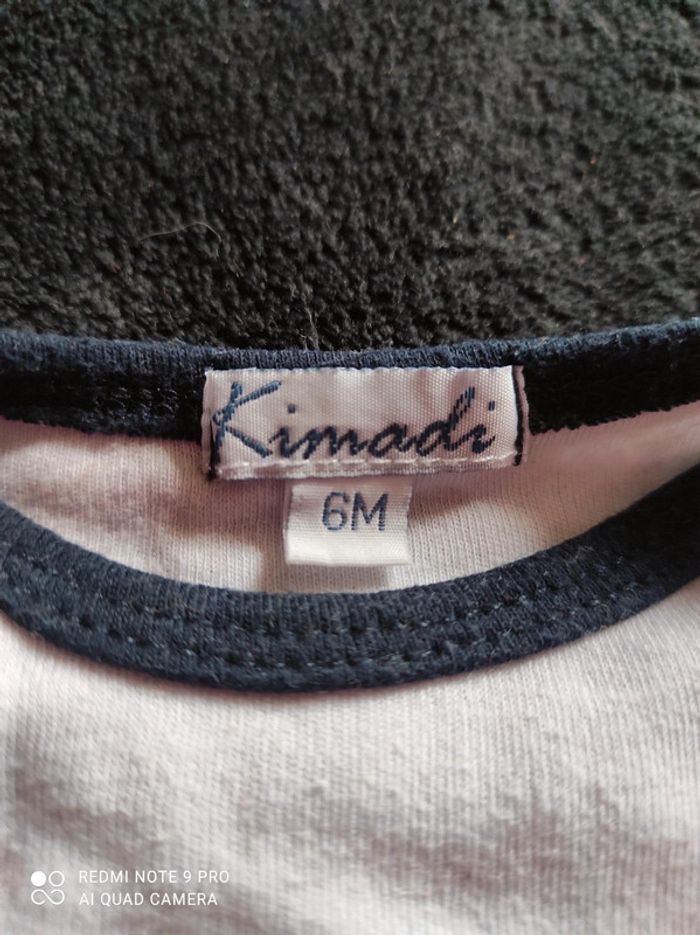 Kimadi
6M
REDMI NOTE 9 PRO
AI QUAD CAMERA